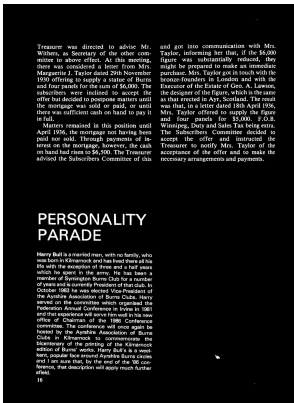 Treasurer was directed to advise Mr.
Withers, as Secretary of the other com-
mittee to above effect. At this meeting,
there was considered a letter from Mrs.
Marguerite J. Taylor dated 29th November
1930 offering to supply a statue of Burns
and four panels for the sum of $6,000. The
subscribers were inclined to accept the
offer but decided to postpone matters until
the mortgage was sold or paid, or until
there was sufficient cash on hand to pay it
in full.
Matters remained in this position until
April 1936, the mortgage not having been
paid nor sold. Through payments of in-
terest on the mortgage, however, the cash
on hand had risen to $6,500. The Treasurer
advised the Subscribers Committee of this
and got into communication with Mrs.
Taylor, informing her that, if the $6,000
figure was substantially reduced, they
might be prepared to make an immediate
purchase. Mrs. Taylor got in touch with the
bronze-founders in London and with the
Executor of the Estate of Geo. A. Lawson,
the designer of the figure, which is the same
as that erected in Ayr, Scotland. The result
was that, in a letter dated 18th April 1936,
Mrs. Taylor offered to supply the figure
and four panels for $5,000. F.O.B.
Winnipeg, Duty and Sales Tax being extra.
The Subscribers Committee decided to
accept the offer and instructed the
Treasurer to notify Mrs. Taylor of the
acceptance of the offer and to make the
necessary arrangements and payments.
PERSONALITY
PARADE
Harry Bull is a married man, with no family, who
was born in Kilmarnock and has lived there all his
life with the exception of three and a half years
which he spent in the army. He has been a
member of Symington Burns Club for a number
of years and is currently President of that club. In
October 1983 he was elected Vice-President of
the Ayrshire Association of Burns Clubs. Harry
served on the committee which organised the
Federation Annual Conference in Irvine in 1981
and that experience will serve him well in his new
office of Chairman of the 1986 Conference
committee. The conference will once again be
hosted by the Ayrshire Association of Burns
Clubs in Kilmarnock to commemorate the
bicentenary of the printing of the Kilmarnock
edition of Burns' works. Harry Bull's is a well-
kent, popular face around Ayrshire Burns circles
and I am sure that, by the end of the '86 con-
ference, that description will apply much further
afield.
16